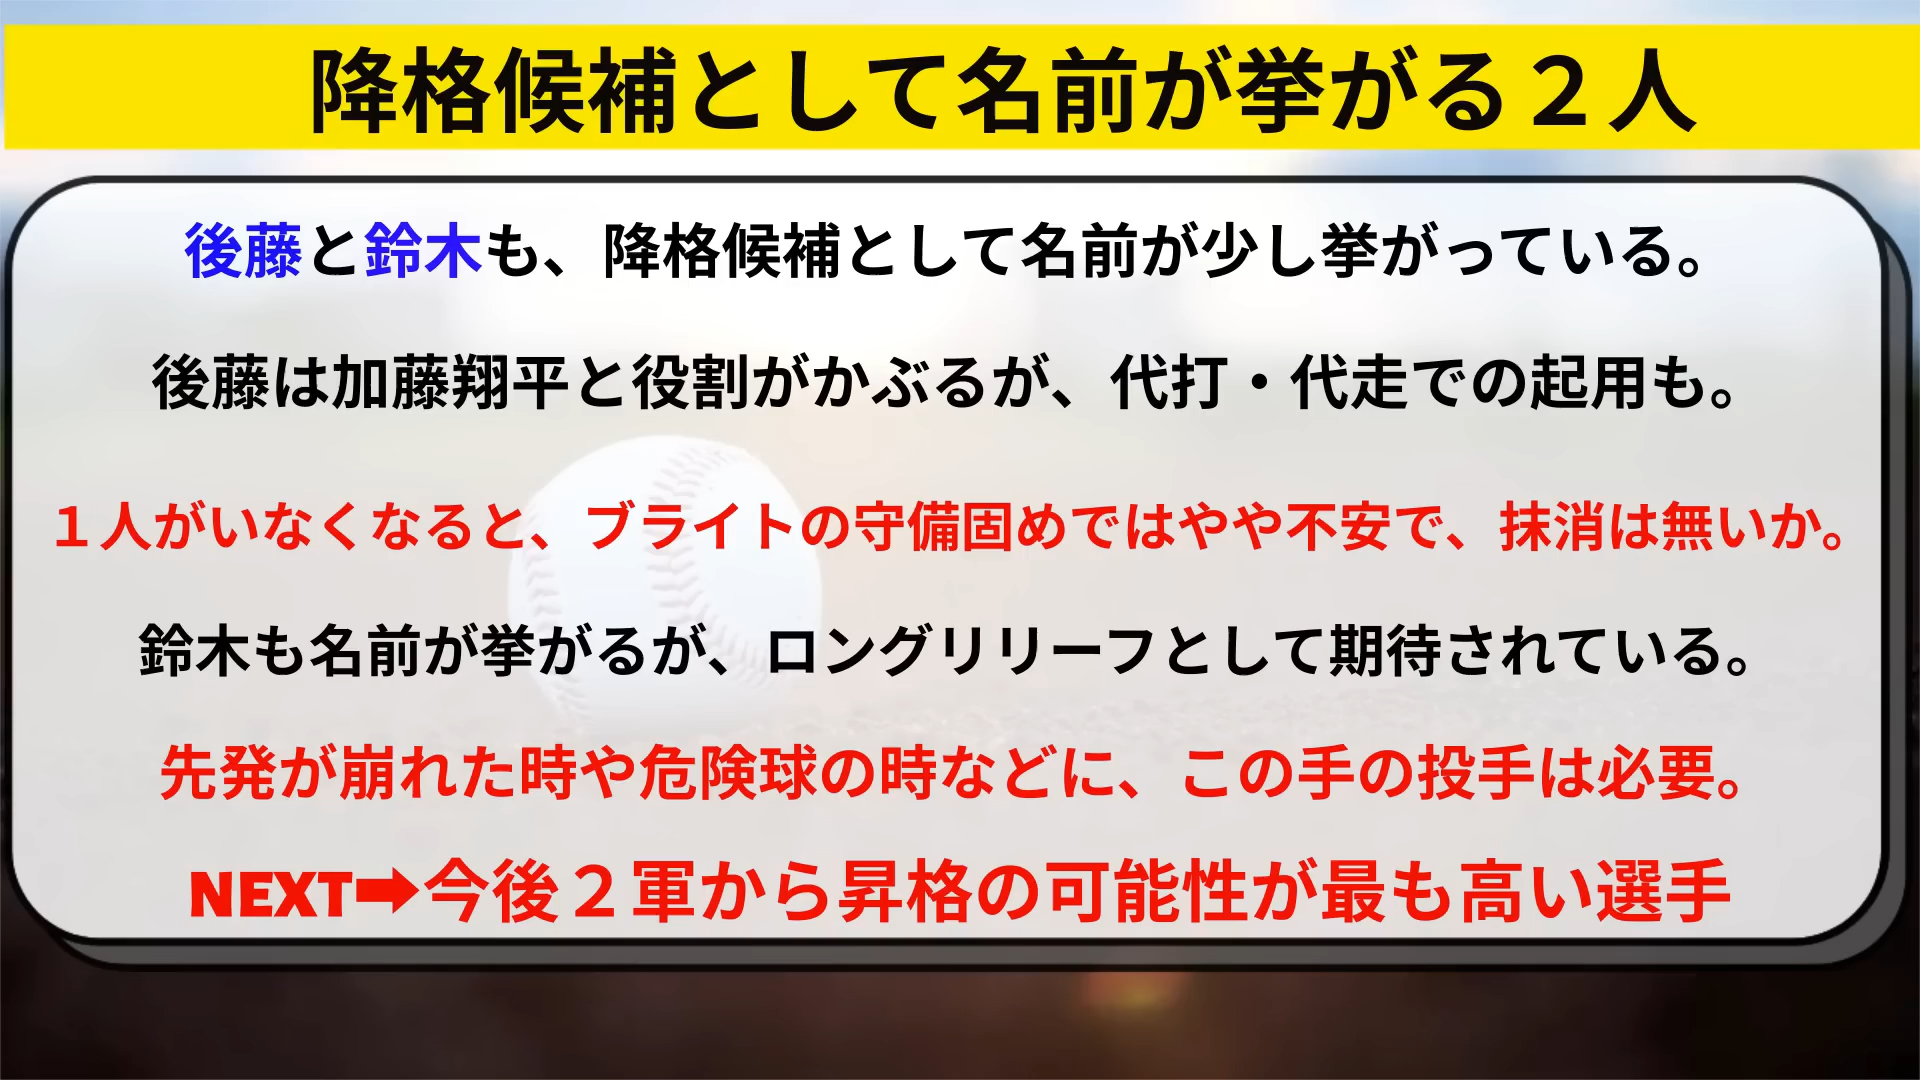 降格候補として名前が挙がる２人
後藤と鈴木も、降格候補として名前が少し挙がっている。
後藤は加藤翔平と役割がかぶるが、代打・代走での起用も。
１人がいなくなると、ブライトの守備固めではやや不安で、抹消は無いか。
鈴木も名前が挙がるが、ロングリリーフとして期待されている。
先発が崩れた時や危険球の時などに、この手の投手は必要。
NEXT➡今後２軍から昇格の可能性が最も高い選手